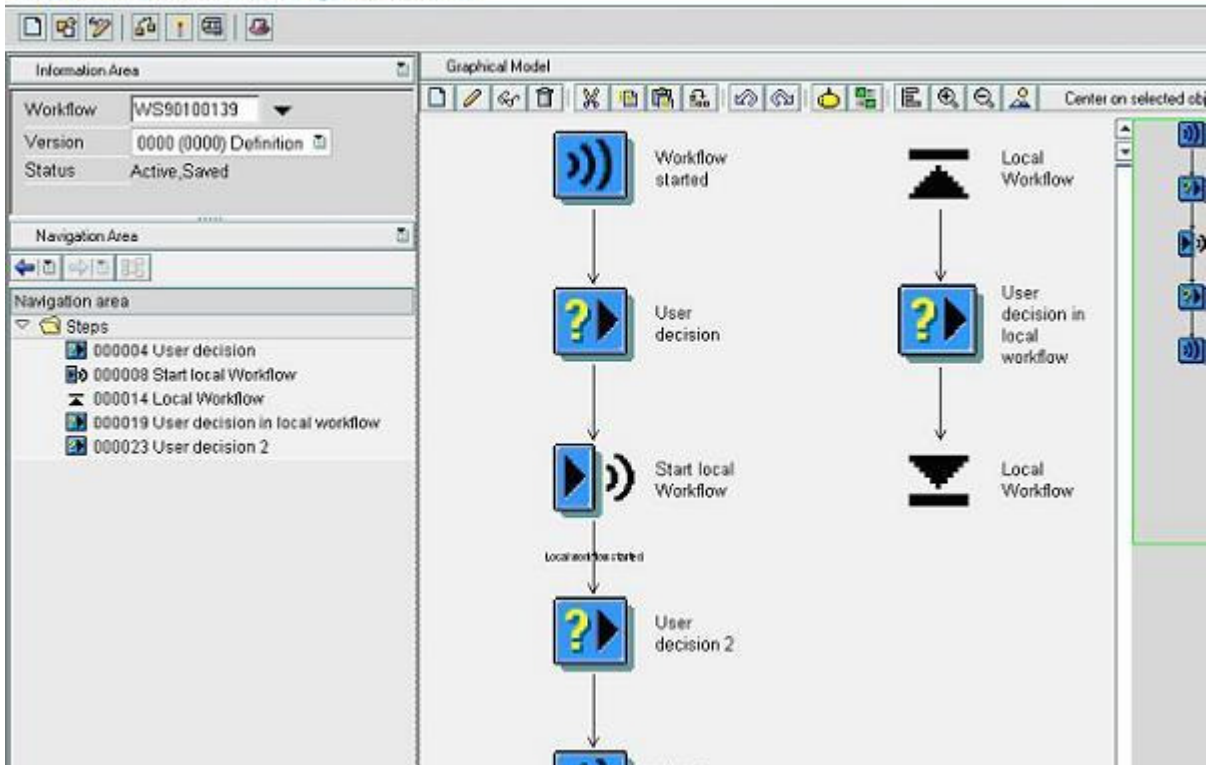 Information Area
Workflow WS90100139
Version 0000 (0000) Definition
Status Active,Saved
Navigation Area
Navigation area
Steps
000004 User decision
000008 Start local Workflow
000014 Local Workflow
000019 User decision in local workflow
000023 User decision 2
Graphical Model
Center on selected obj
Workflow
started
User
decision
Start local
Workflow
Local workflow started
User
decision 2
Local
Workflow
User
decision in
local
workflow
Local
Workflow